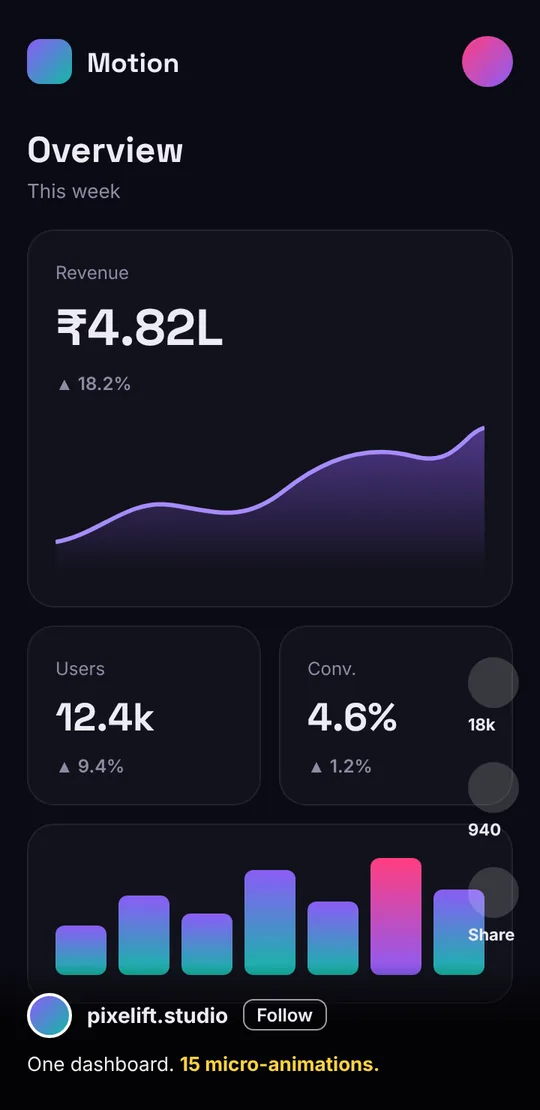 Motion
Overview
This week
Revenue
₹4.82L
▲ 18.2%
Users
12.4k
▲ 9.4%
Conv.
4.6%
▲ 1.2%
18k
940
Share
pixelift.studio Follow
One dashboard. 15 micro-animations.